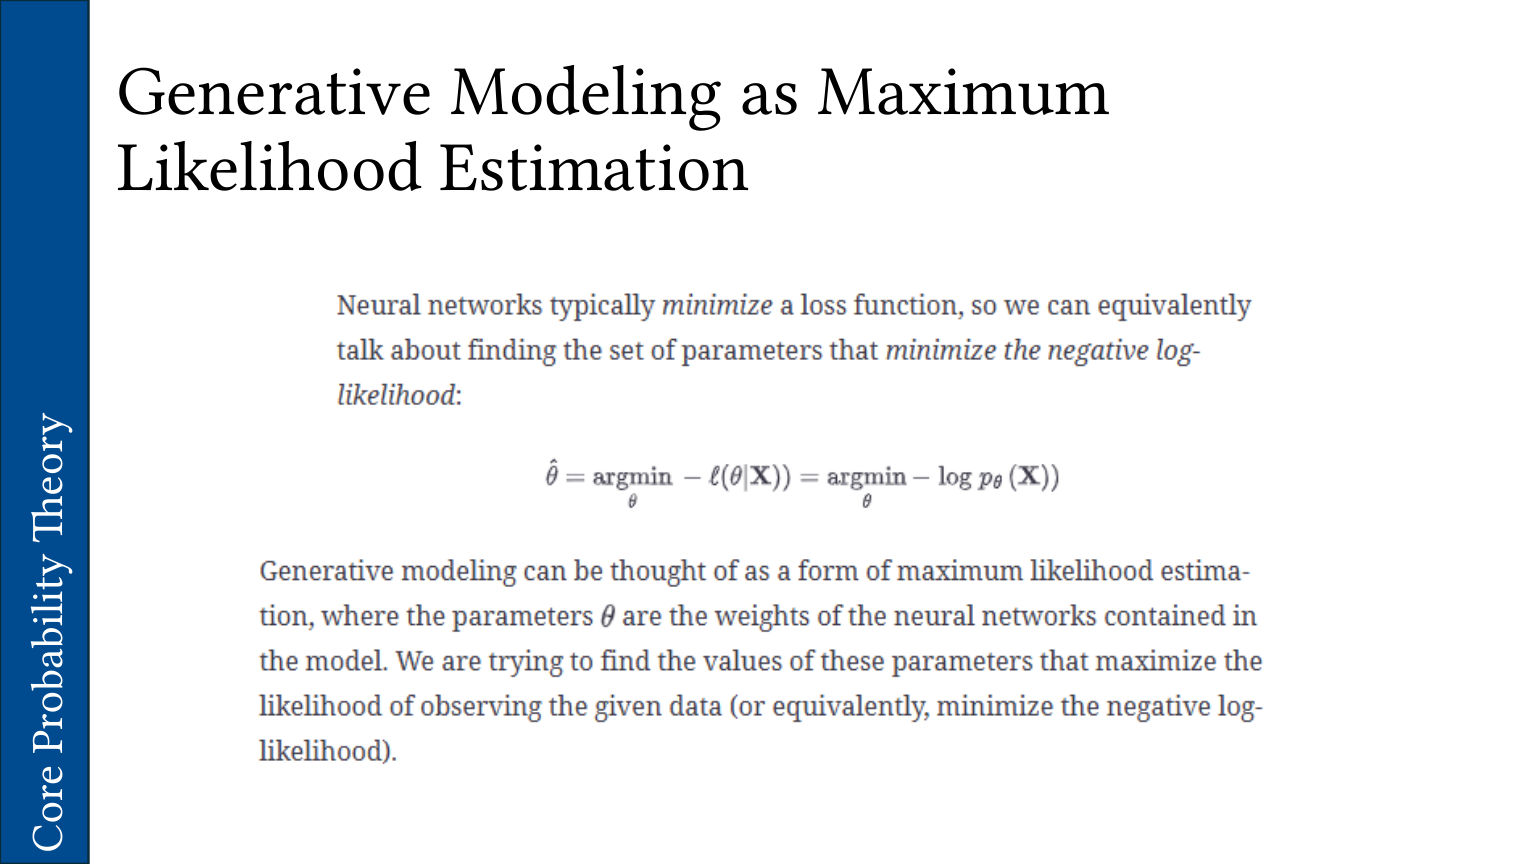 Core Probability Theory
Generative Modeling as Maximum
Likelihood Estimation
Neural networks typically minimize a loss function, so we can equivalently
talk about finding the set of parameters that minimize the negative log-
likelihood:
θ̂ = argmin − ℓ(θ|X)) = argmin − log pθ (X))
θ θ
Generative modeling can be thought of as a form of maximum likelihood estima-
tion, where the parameters θ are the weights of the neural networks contained in
the model. We are trying to find the values of these parameters that maximize the
likelihood of observing the given data (or equivalently, minimize the negative log-
likelihood).